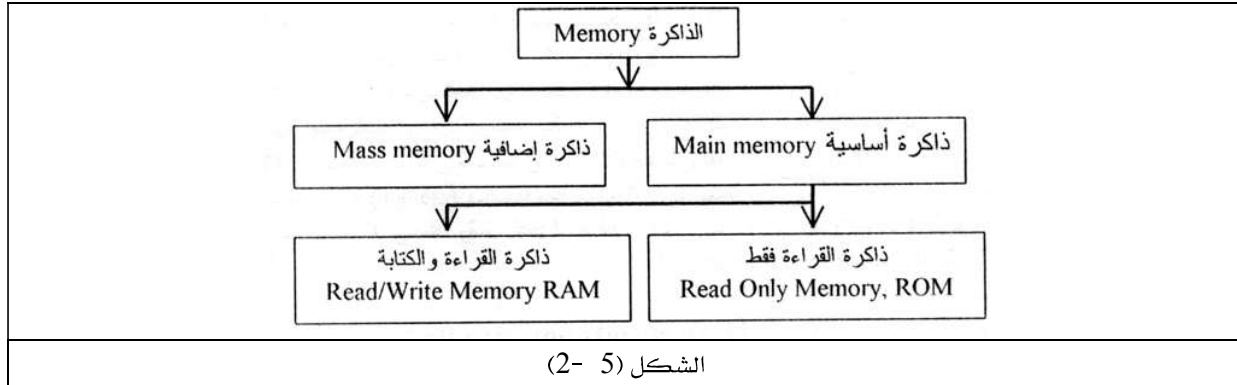 الذاكرة Memory
ذاكرة أساسية Main memory
ذاكرة إضافية Mass memory
ذاكرة القراءة فقط
Read Only Memory, ROM
ذاكرة القراءة والكتابة
Read/Write Memory RAM
الشكل (5 -2)